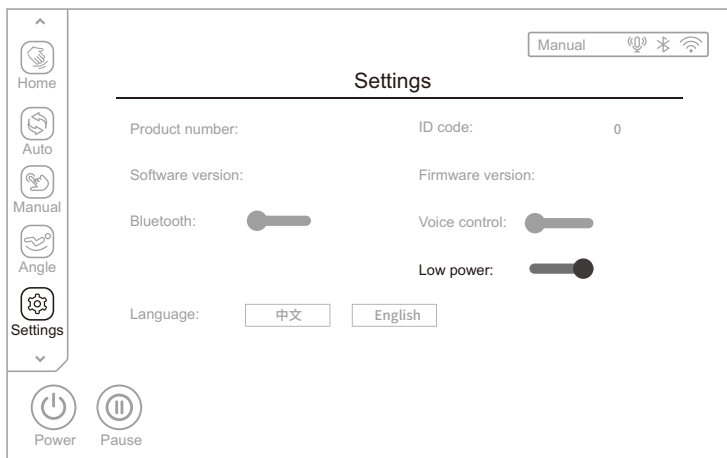 Manual
Home
Settings
Auto
Manual
Angle
Settings
Product number:
ID code: 0
Software version:
Firmware version:
Bluetooth:
Voice control:
Low power:
Language: 中文 English
Power
Pause